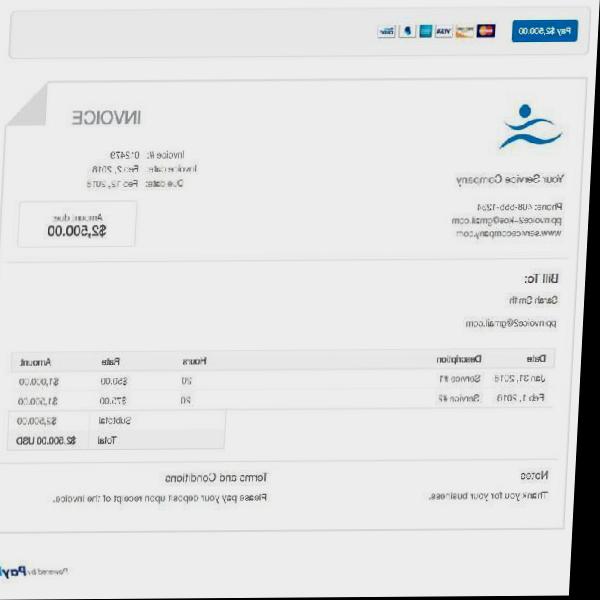 Pay $2,500.00
INVOICE
Invoice #: 012479
Invoice date: Feb 2, 2016
Due date: Feb 12, 2016
Your Service Company
Phone: 408-555-1234
www.servicecompany.com
Amount due:
$2,500.00
Bill To:
Sarah Smith
ppinvoice2@gmail.com
Date Description Hours Rate Amount
Jan 31, 2016 Service #1 20 $50.00 $1,000.00
Feb 1, 2016 Service #2 20 $75.00 $1,500.00
Subtotal $2,500.00
Total $2,500.00 USD
Notes
Thank you for your business.
Terms and Conditions
Please pay your deposit upon receipt of the invoice.
Powered by